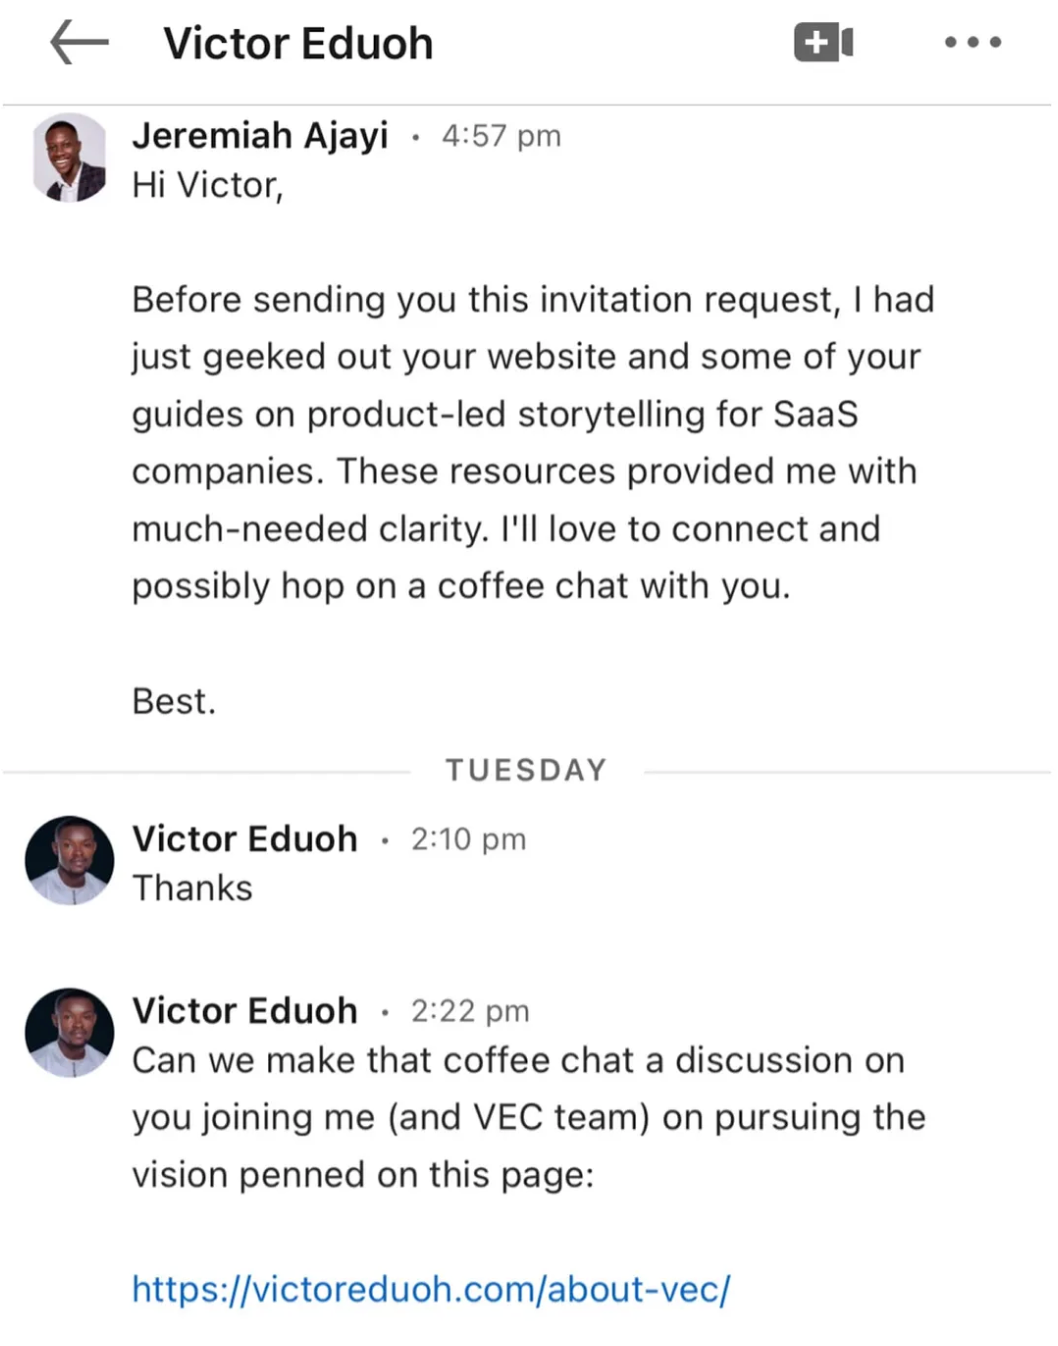 Victor Eduoh
Jeremiah Ajayi • 4:57 pm
Hi Victor,
Before sending you this invitation request, I had
just geeked out your website and some of your
guides on product-led storytelling for SaaS
companies. These resources provided me with
much-needed clarity. I'll love to connect and
possibly hop on a coffee chat with you.
Best.
TUESDAY
Victor Eduoh • 2:10 pm
Thanks
Victor Eduoh • 2:22 pm
Can we make that coffee chat a discussion on
you joining me (and VEC team) on pursuing the
vision penned on this page:
https://victoreduoh.com/about-vec/